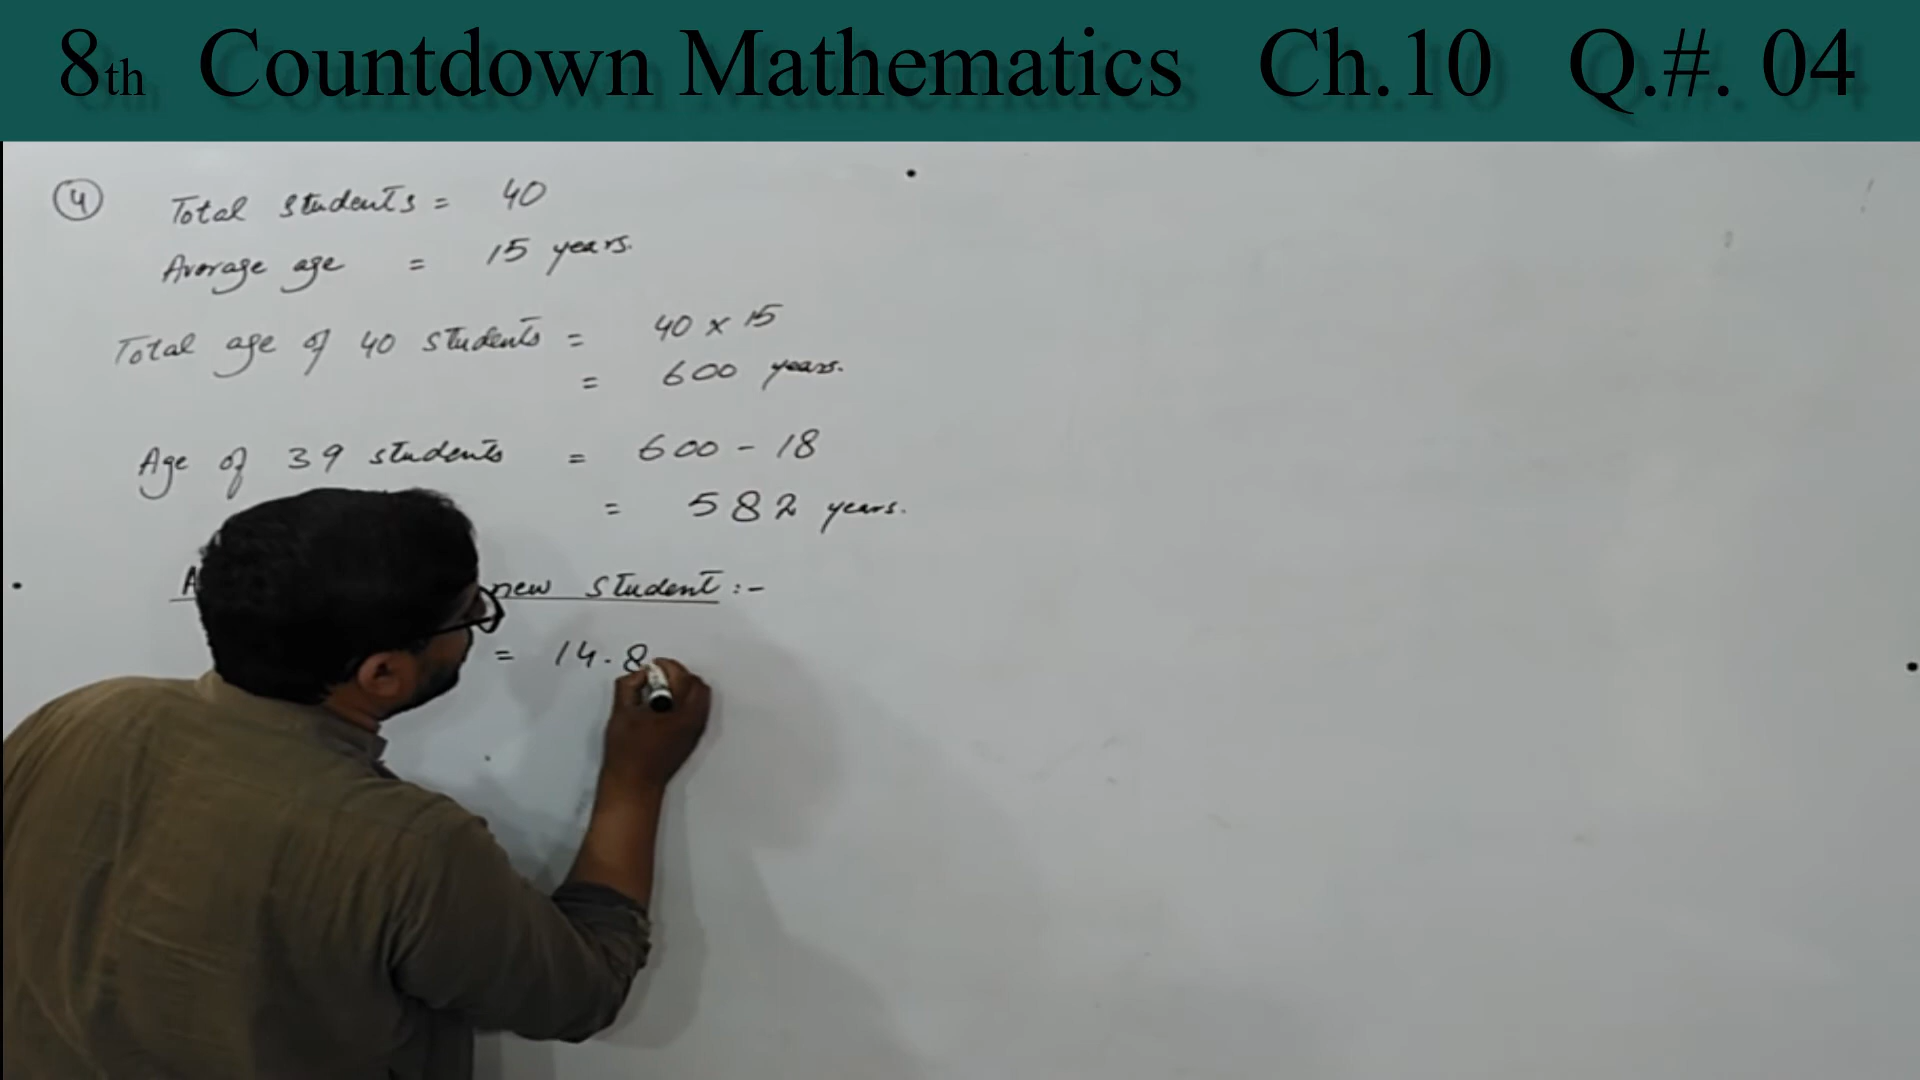 8th Countdown Mathematics Ch.10 Q.#. 04
4 Total students = 40
Average age = 15 years.
Total age of 40 students = 40 x 15
= 600 years.
Age of 39 students = 600 - 18
= 582 years.
new student :-
= 14.8